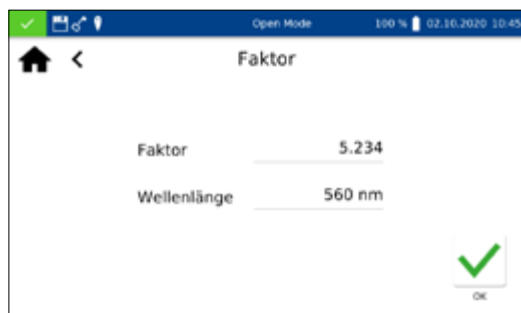 Open Mode 100 % 02.10.2020 10:45
Faktor
Faktor 5.234
Wellenlänge 560 nm
OK